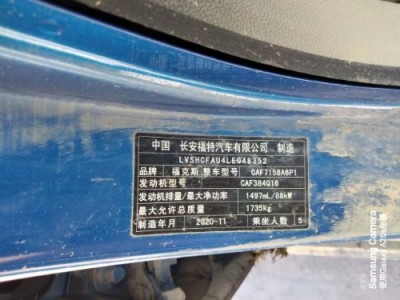 中国 长安福特汽车有限公司 制造
LVSHCFAU4LE048352
品牌 福克斯 整车型号 CAF7158A6P1
发动机型号 CAF384Q16
发动机排量/最大净功率 1497mL/88kW
最大允许总质量 1735kg
制造年月 2020-11 乘坐人数 5
Samsung Camera